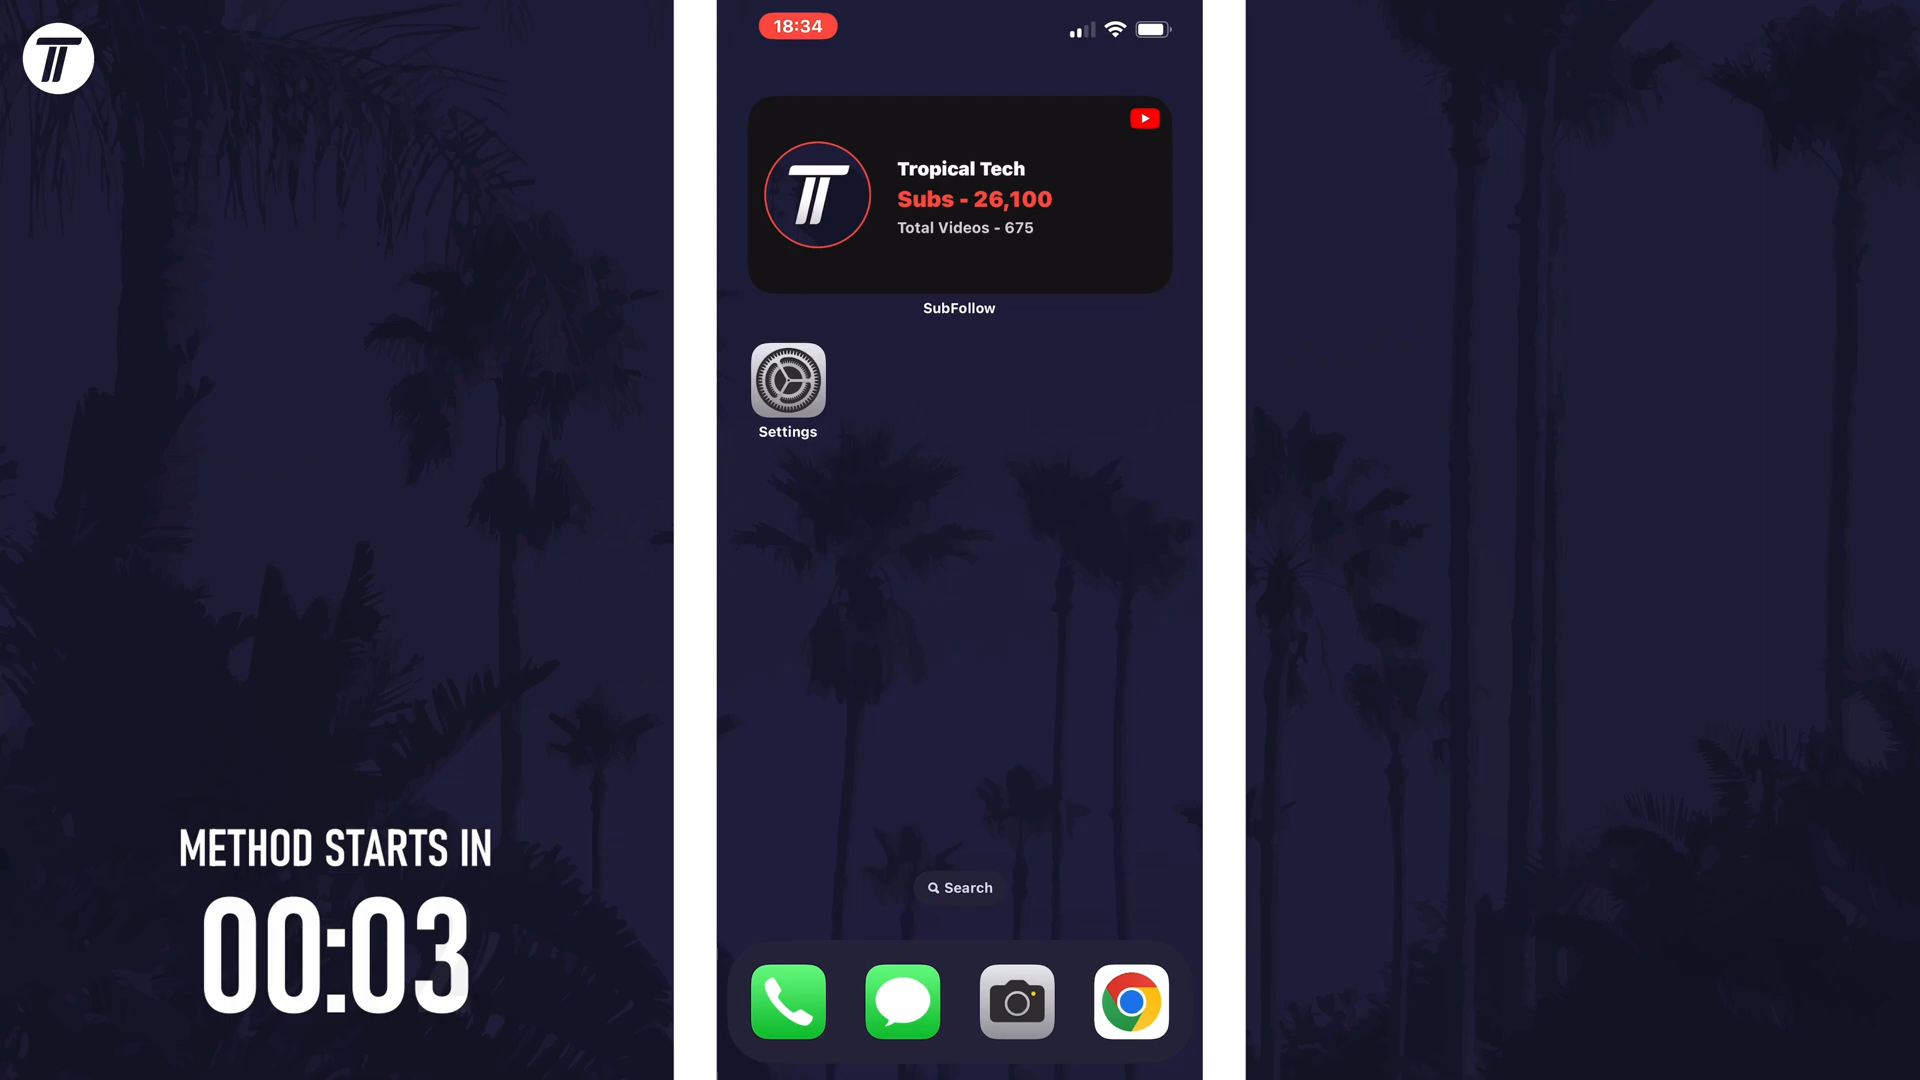 18:34
Tropical Tech
Subs - 26,100
Total Videos - 675
SubFollow
Settings
Search
METHOD STARTS IN
00:03